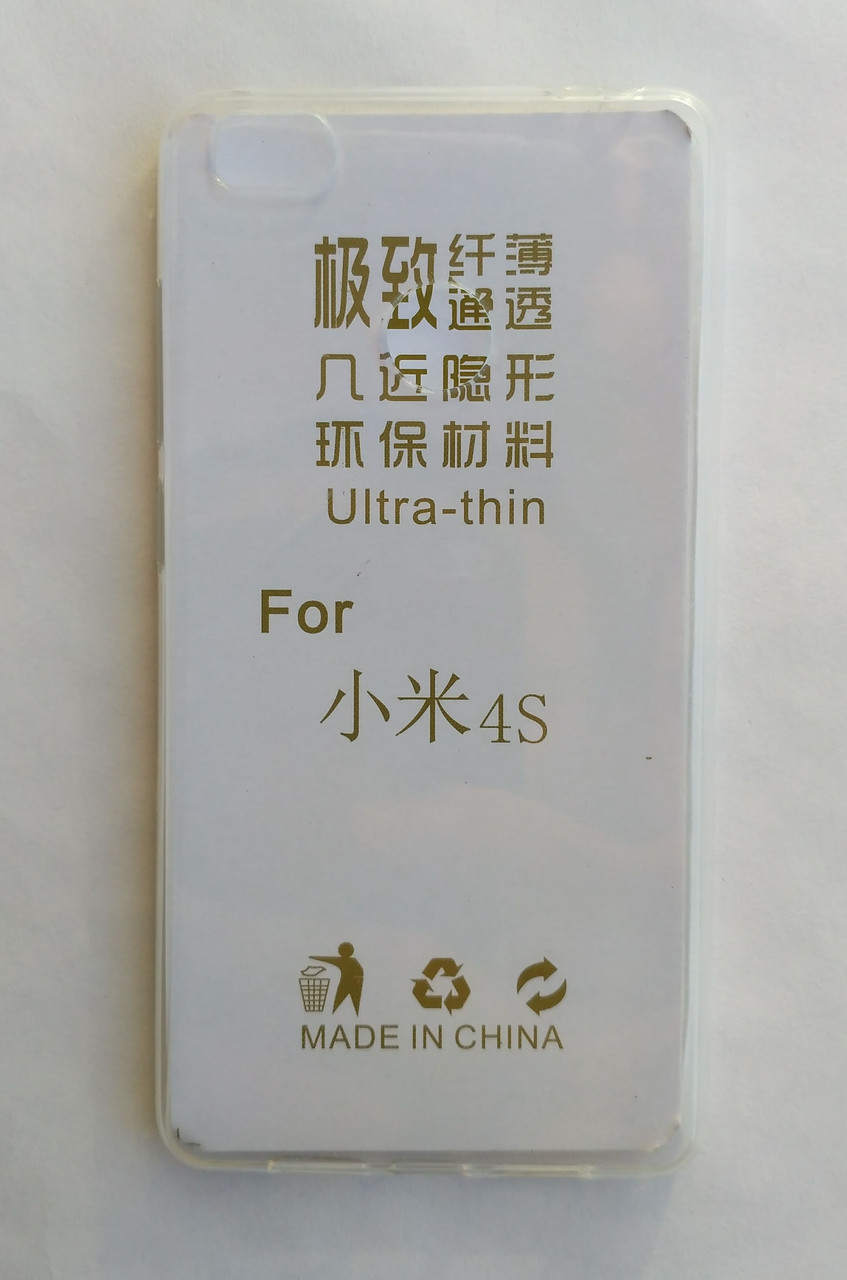 极致纤薄
通透
几近隐形
环保材料
Ultra-thin
For
小米4S
MADE IN CHINA